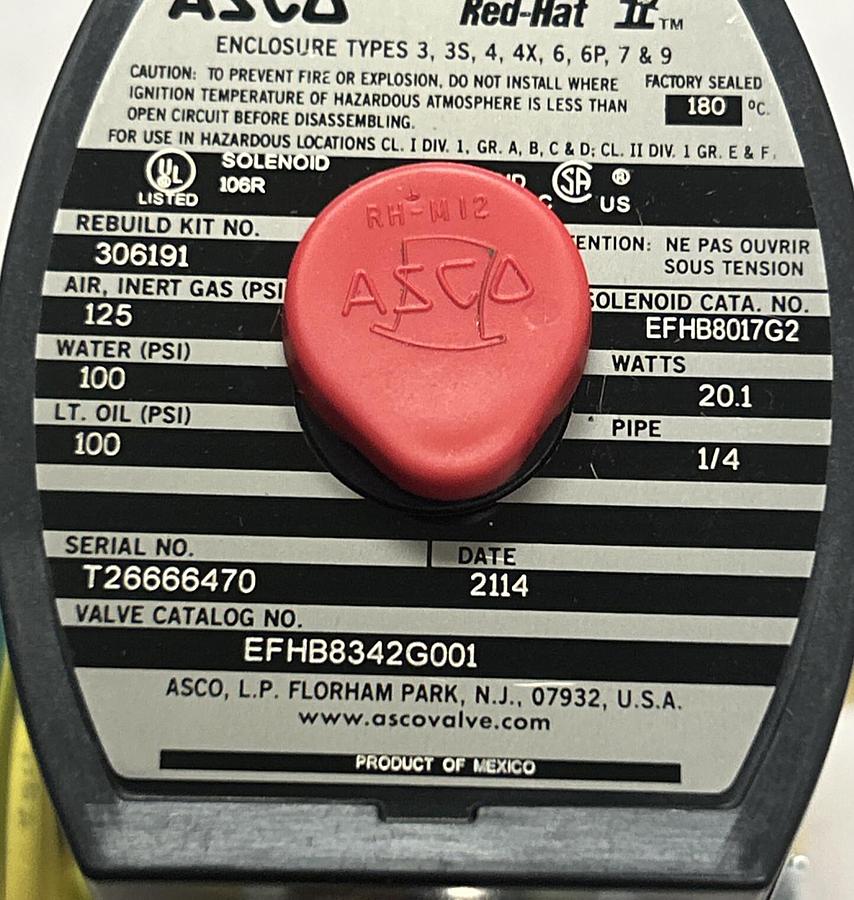 ASCO Red-Hat II™
ENCLOSURE TYPES 3, 3S, 4, 4X, 6, 6P, 7 & 9
CAUTION: TO PREVENT FIRE OR EXPLOSION, DO NOT INSTALL WHERE
IGNITION TEMPERATURE OF HAZARDOUS ATMOSPHERE IS LESS THAN
OPEN CIRCUIT BEFORE DISASSEMBLING.
FACTORY SEALED
180 °C.
FOR USE IN HAZARDOUS LOCATIONS CL. I DIV. 1, GR. A, B, C & D; CL. II DIV. 1 GR. E & F.
UL
LISTED
SOLENOID
106R
SA ®
C US
RH-M12
ASCO
REBUILD KIT NO.
306191
ENTION: NE PAS OUVRIR
SOUS TENSION
AIR, INERT GAS (PSI
125
SOLENOID CATA. NO.
EFHB8017G2
WATER (PSI)
100
WATTS
20.1
LT. OIL (PSI)
100
PIPE
1/4
SERIAL NO.
T26666470
DATE
2114
VALVE CATALOG NO.
EFHB8342G001
ASCO, L.P. FLORHAM PARK, N.J., 07932, U.S.A.
www.ascovalve.com
PRODUCT OF MEXICO